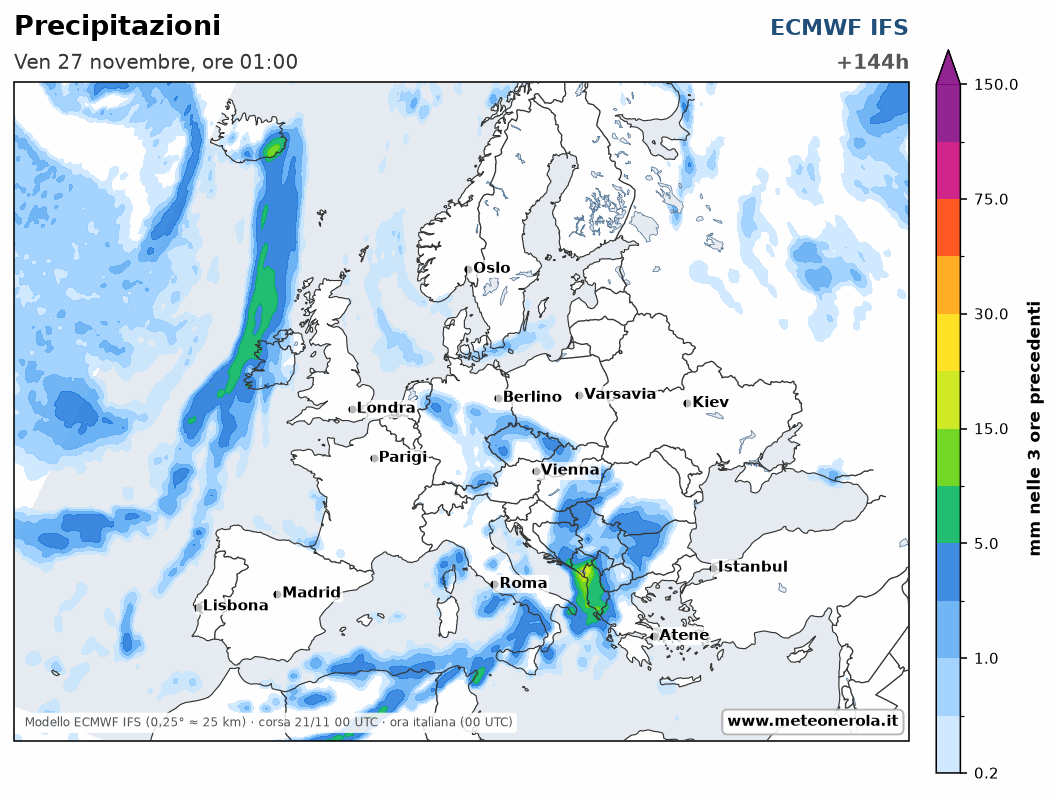 Precipitazioni
ECMWF IFS
Ven 27 novembre, ore 01:00
+144h
150.0
75.0
30.0
15.0
5.0
1.0
0.2
mm nelle 3 ore precedenti
Oslo
Londra
Berlino
Varsavia
Kiev
Parigi
Vienna
Istanbul
Roma
Madrid
Lisbona
Atene
Modello ECMWF IFS (0,25° ≈ 25 km) · corsa 21/11 00 UTC · ora italiana (00 UTC)
www.meteonerola.it